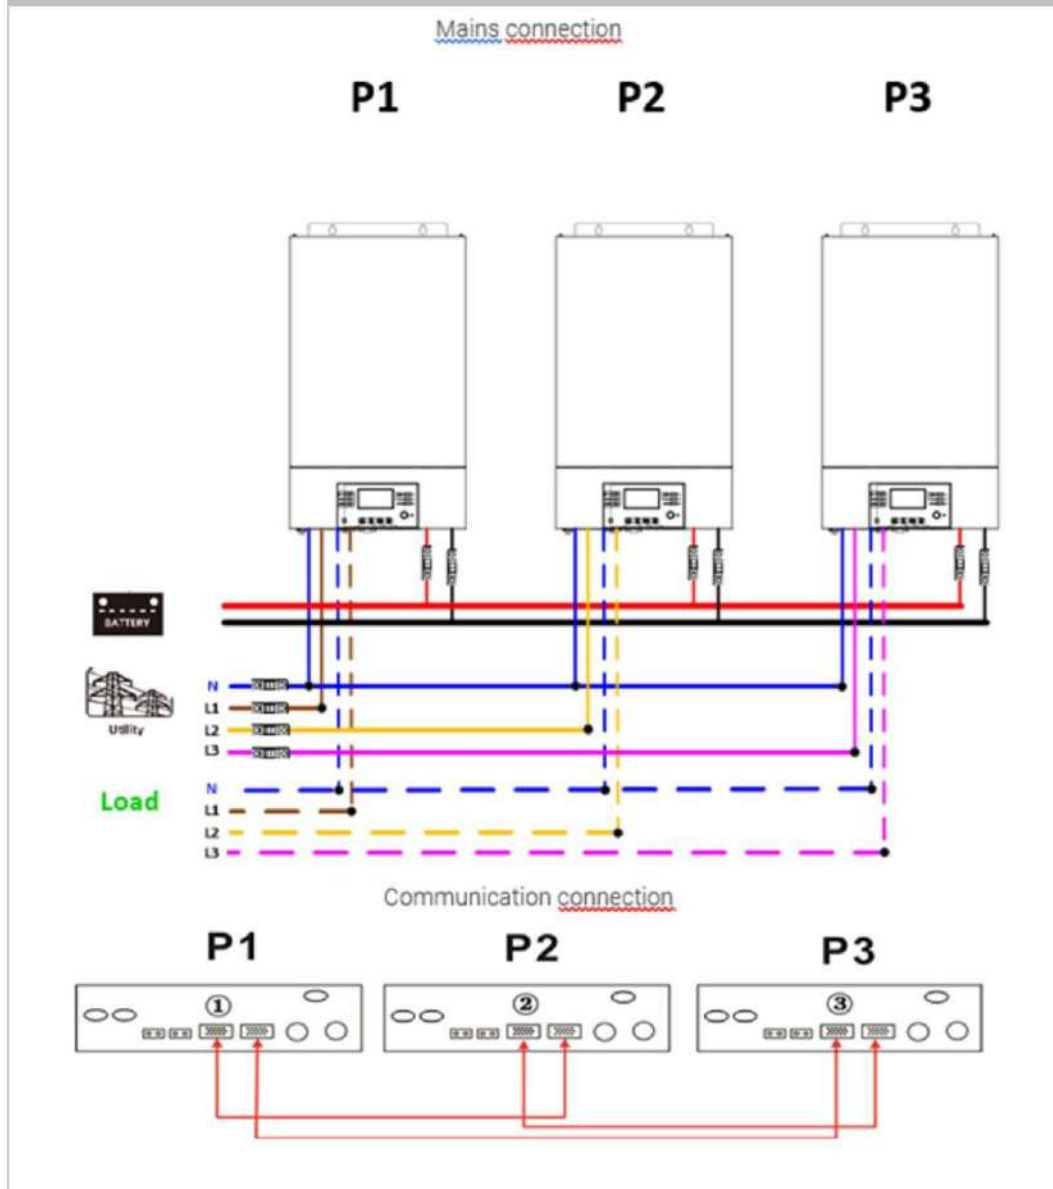 Mains connection
P1 P2 P3
BATTERY
Utility
N
L1
L2
L3
Load
N
L1
L2
L3
Communication connection
P1 P2 P3
① ② ③